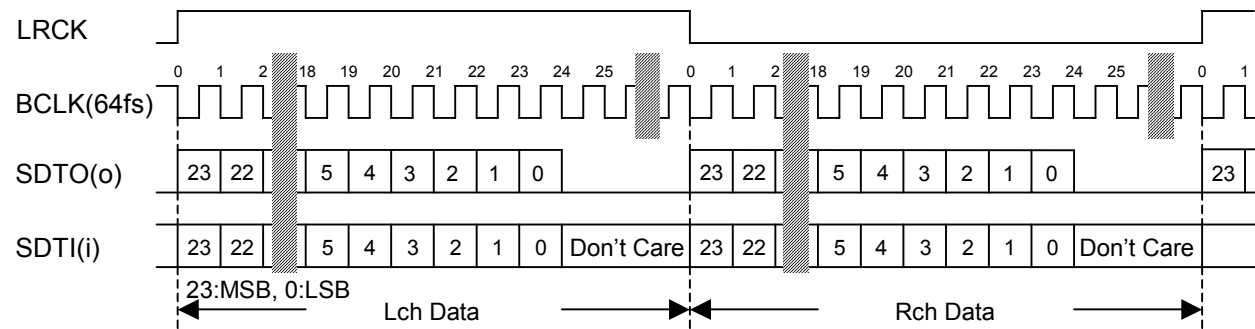 LRCK
0 1 2 18 19 20 21 22 23 24 25 0 1 2 18 19 20 21 22 23 24 25 0 1
BCLK(64fs)
SDTO(o) 23 22 5 4 3 2 1 0 23 22 5 4 3 2 1 0 23
SDTI(i) 23 22 5 4 3 2 1 0 Don't Care 23 22 5 4 3 2 1 0 Don't Care
23:MSB, 0:LSB
Lch Data Rch Data